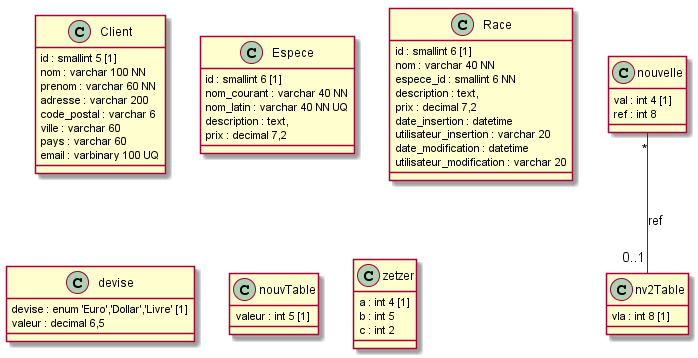 C Client
id : smallint 5 [1]
nom : varchar 100 NN
prenom : varchar 60 NN
adresse : varchar 200
code_postal : varchar 6
ville : varchar 60
pays : varchar 60
email : varbinary 100 UQ
C Espece
id : smallint 6 [1]
nom_courant : varchar 40 NN
nom_latin : varchar 40 NN UQ
description : text,
prix : decimal 7,2
C Race
id : smallint 6 [1]
nom : varchar 40 NN
espece_id : smallint 6 NN
description : text,
prix : decimal 7,2
date_insertion : datetime
utilisateur_insertion : varchar 20
date_modification : datetime
utilisateur_modification : varchar 20
C nouvelle
val : int 4 [1]
ref : int 8
*
ref
0..1
C devise
devise : enum 'Euro','Dollar','Livre' [1]
valeur : decimal 6,5
C nouvTable
valeur : int 5 [1]
C zetzer
a : int 4 [1]
b : int 5
c : int 2
C nv2Table
vla : int 8 [1]